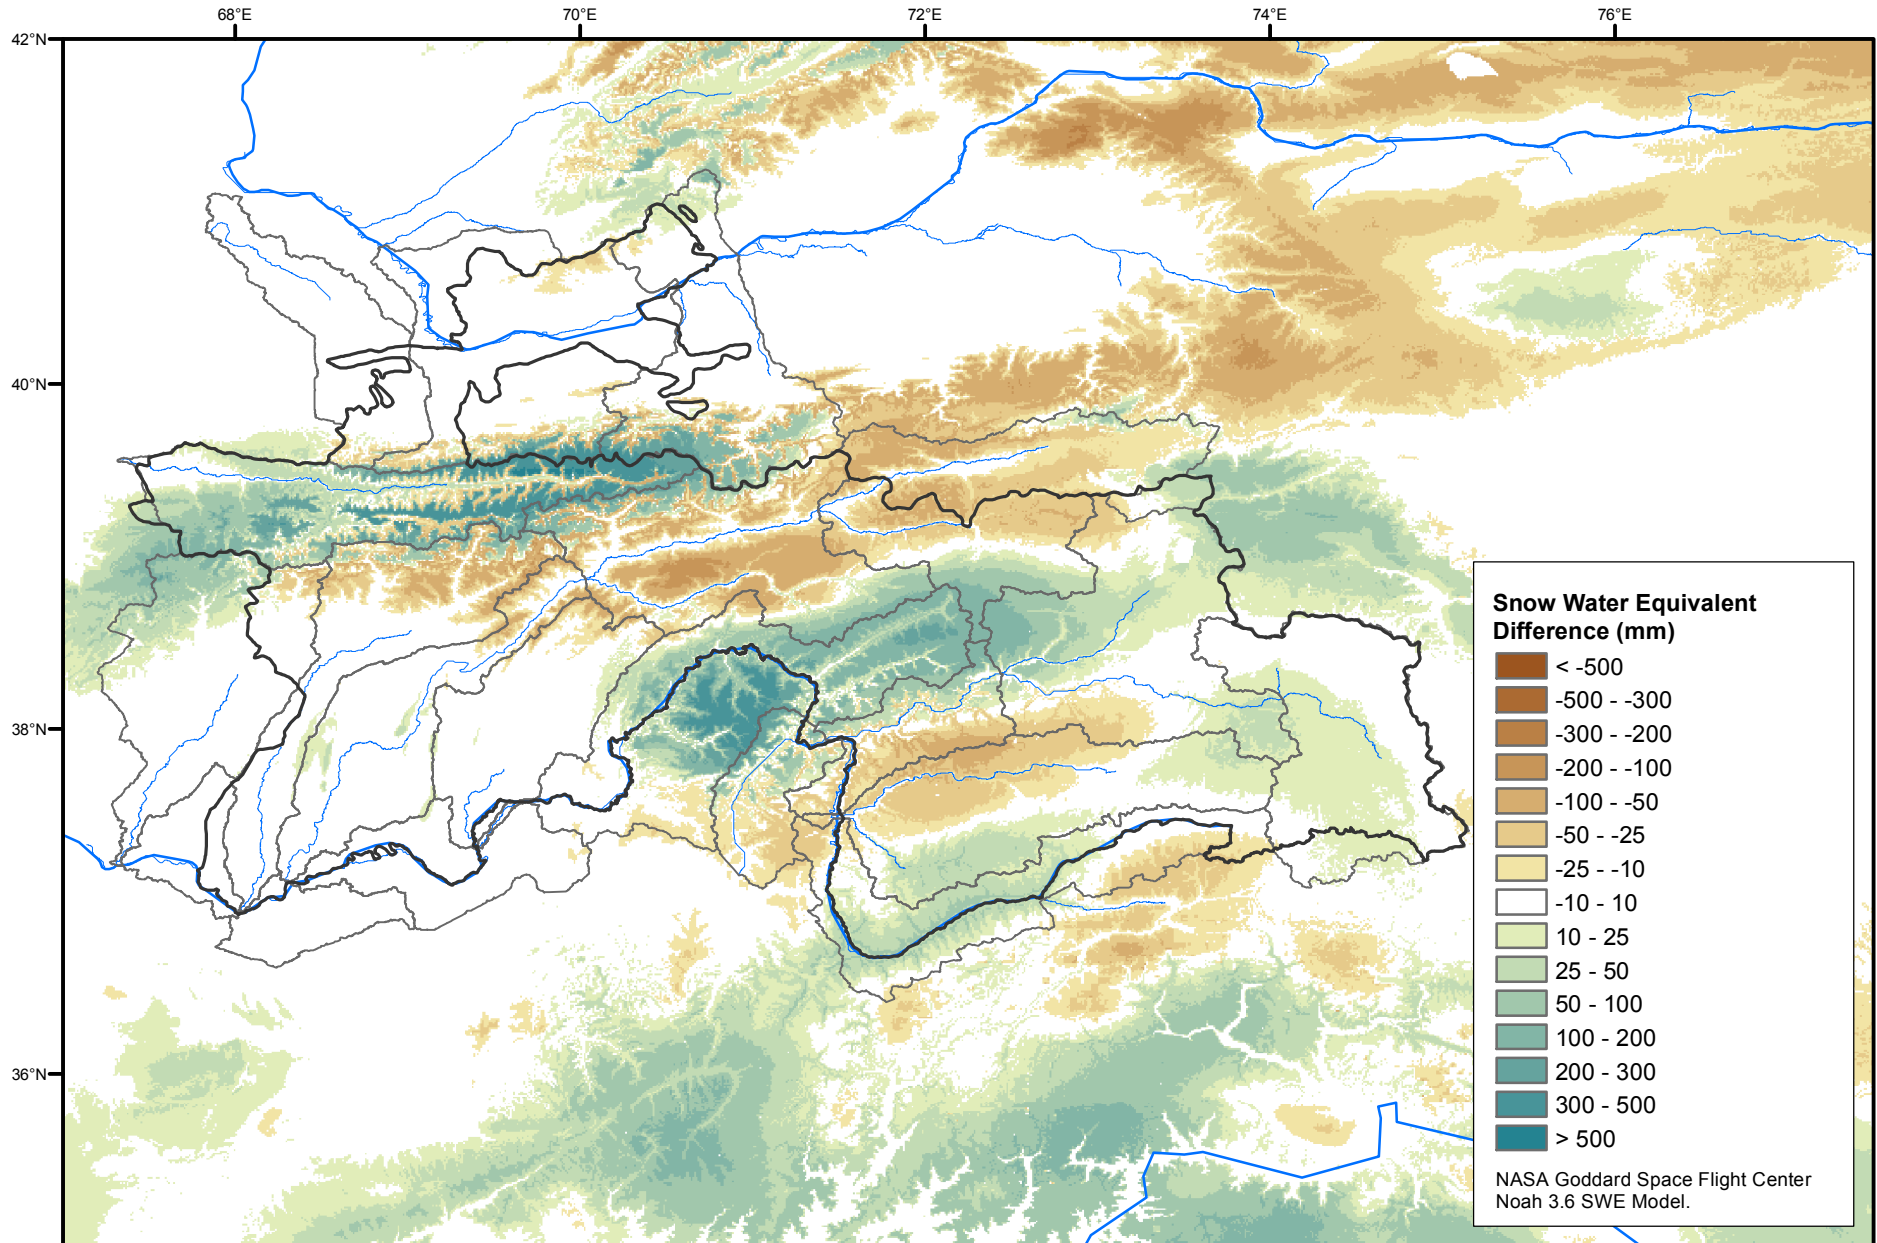 68°E 70°E 72°E 74°E 76°E
42°N
40°N
38°N
36°N
Snow Water Equivalent
Difference (mm)
< -500
-500 - -300
-300 - -200
-200 - -100
-100 - -50
-50 - -25
-25 - -10
-10 - 10
10 - 25
25 - 50
50 - 100
100 - 200
200 - 300
300 - 500
> 500
NASA Goddard Space Flight Center
Noah 3.6 SWE Model.